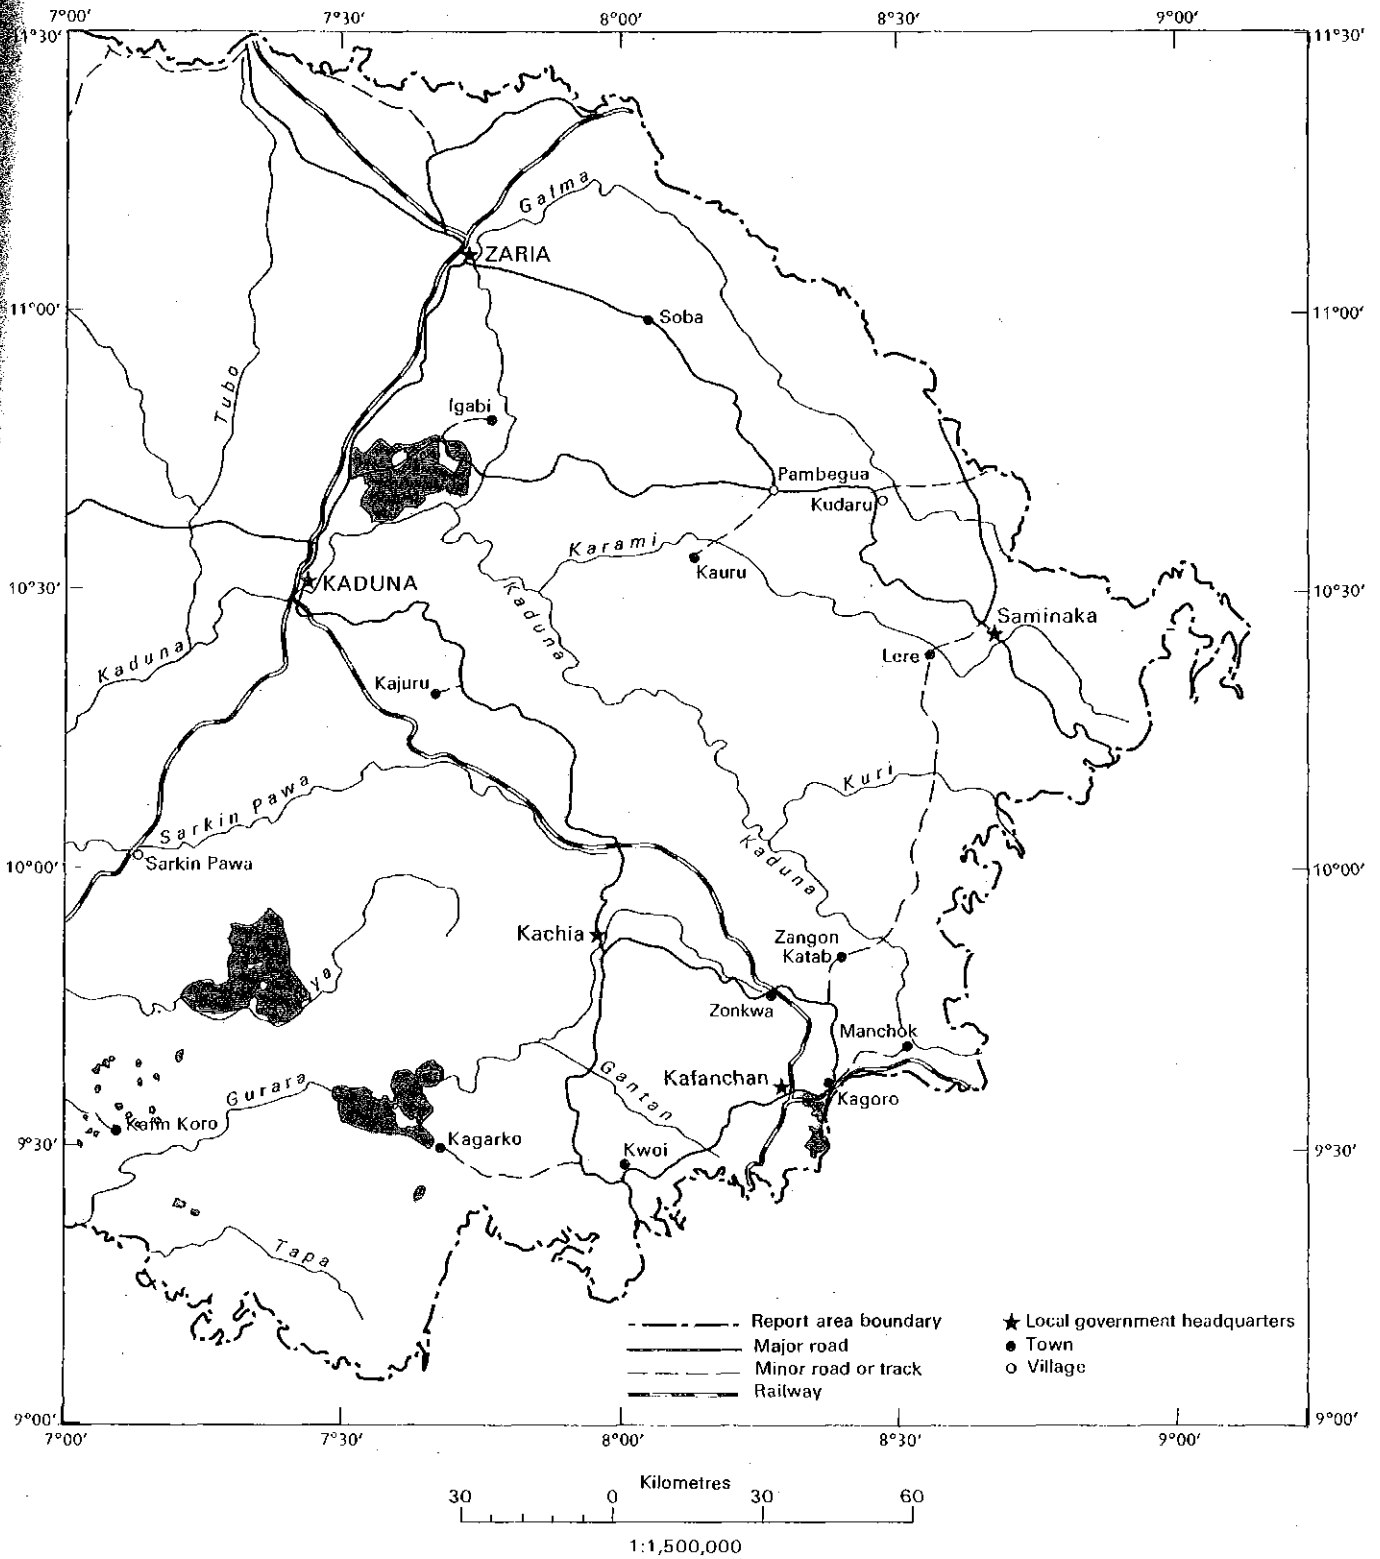 7°00′ 7°30′ 8°00′ 8°30′ 9°00′
11°30′ 11°30′
Galma
ZARIA
11°00′ 11°00′
Soba
Tubo
Igabi
Pambegua
Kudaru
Karami
Kauru
KADUNA
10°30′ 10°30′
Kaduna
Saminaka
Kaduna
Lere
Kajuru
Kuri
Sarkin Pawa
Kaduna
Sarkin Pawa
10°00′ 10°00′
Kachia
Zangon
Katab
ya
Zonkwa
Manchok
Gurara
Gantan
Kafanchan
Kagoro
Kafin Koro
Kagarko
9°30′ 9°30′
Kwoi
Tapa
Report area boundary
Major road
Minor road or track
Railway
Local government headquarters
Town
Village
9°00′ 9°00′
7°00′ 7°30′ 8°00′ 8°30′ 9°00′
Kilometres
30 0 30 60
1:1,500,000